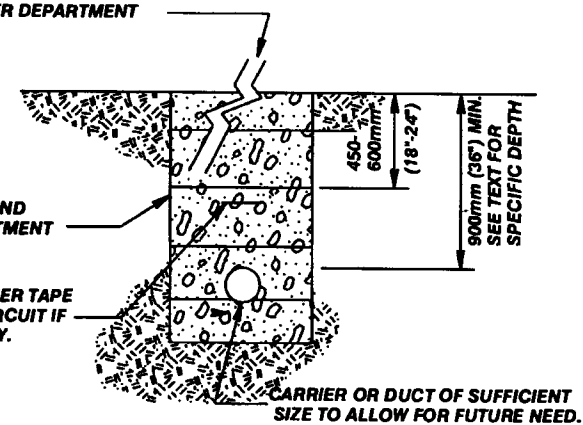 ER DEPARTMENT
450-
600mm
(18"-24")
900mm (36") MIN.
SEE TEXT FOR
SPECIFIC DEPTH
ND
TMENT
ER TAPE
RCUIT IF
Y.
CARRIER OR DUCT OF SUFFICIENT
SIZE TO ALLOW FOR FUTURE NEED.